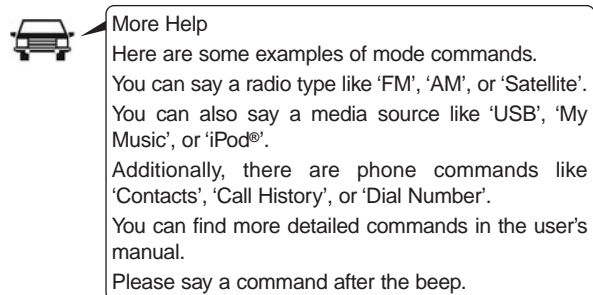 More Help
Here are some examples of mode commands.
You can say a radio type like ‘FM’, ‘AM’, or ‘Satellite’.
You can also say a media source like ‘USB’, ‘My
Music’, or ‘iPod®’.
Additionally, there are phone commands like
‘Contacts’, ‘Call History’, or ‘Dial Number’.
You can find more detailed commands in the user’s
manual.
Please say a command after the beep.